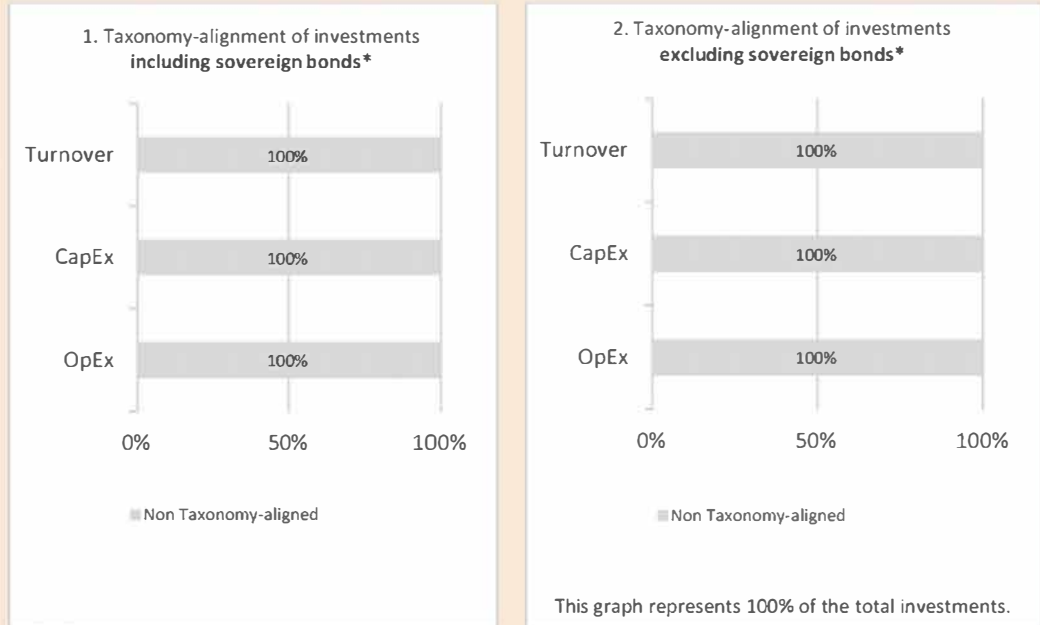 1. Taxonomy-alignment of investments
including sovereign bonds*
Turnover
100%
CapEx
100%
OpEx
100%
0% 50% 100%
Non Taxonomy-aligned
2. Taxonomy-alignment of investments
excluding sovereign bonds*
Turnover
100%
CapEx
100%
OpEx
100%
0% 50% 100%
Non Taxonomy-aligned
This graph represents 100% of the total investments.